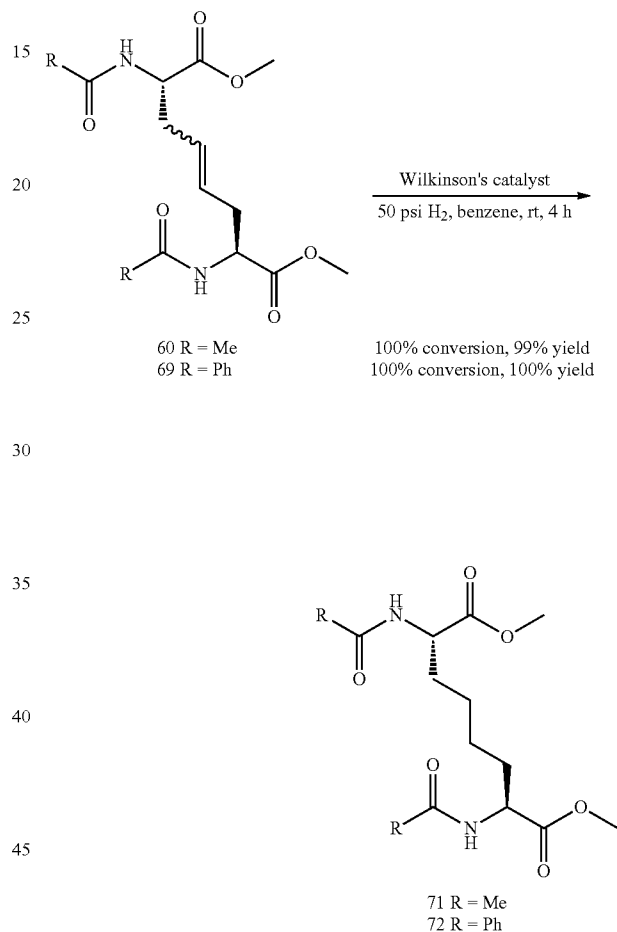 15
R
H
N
O
O
O
20
O
R
N
H
O
O
Wilkinson's catalyst
50 psi H2, benzene, rt, 4 h
25
60 R = Me
69 R = Ph
100% conversion, 99% yield
100% conversion, 100% yield
30
35
R
H
N
O
O
O
40
O
R
N
H
O
O
45
71 R = Me
72 R = Ph